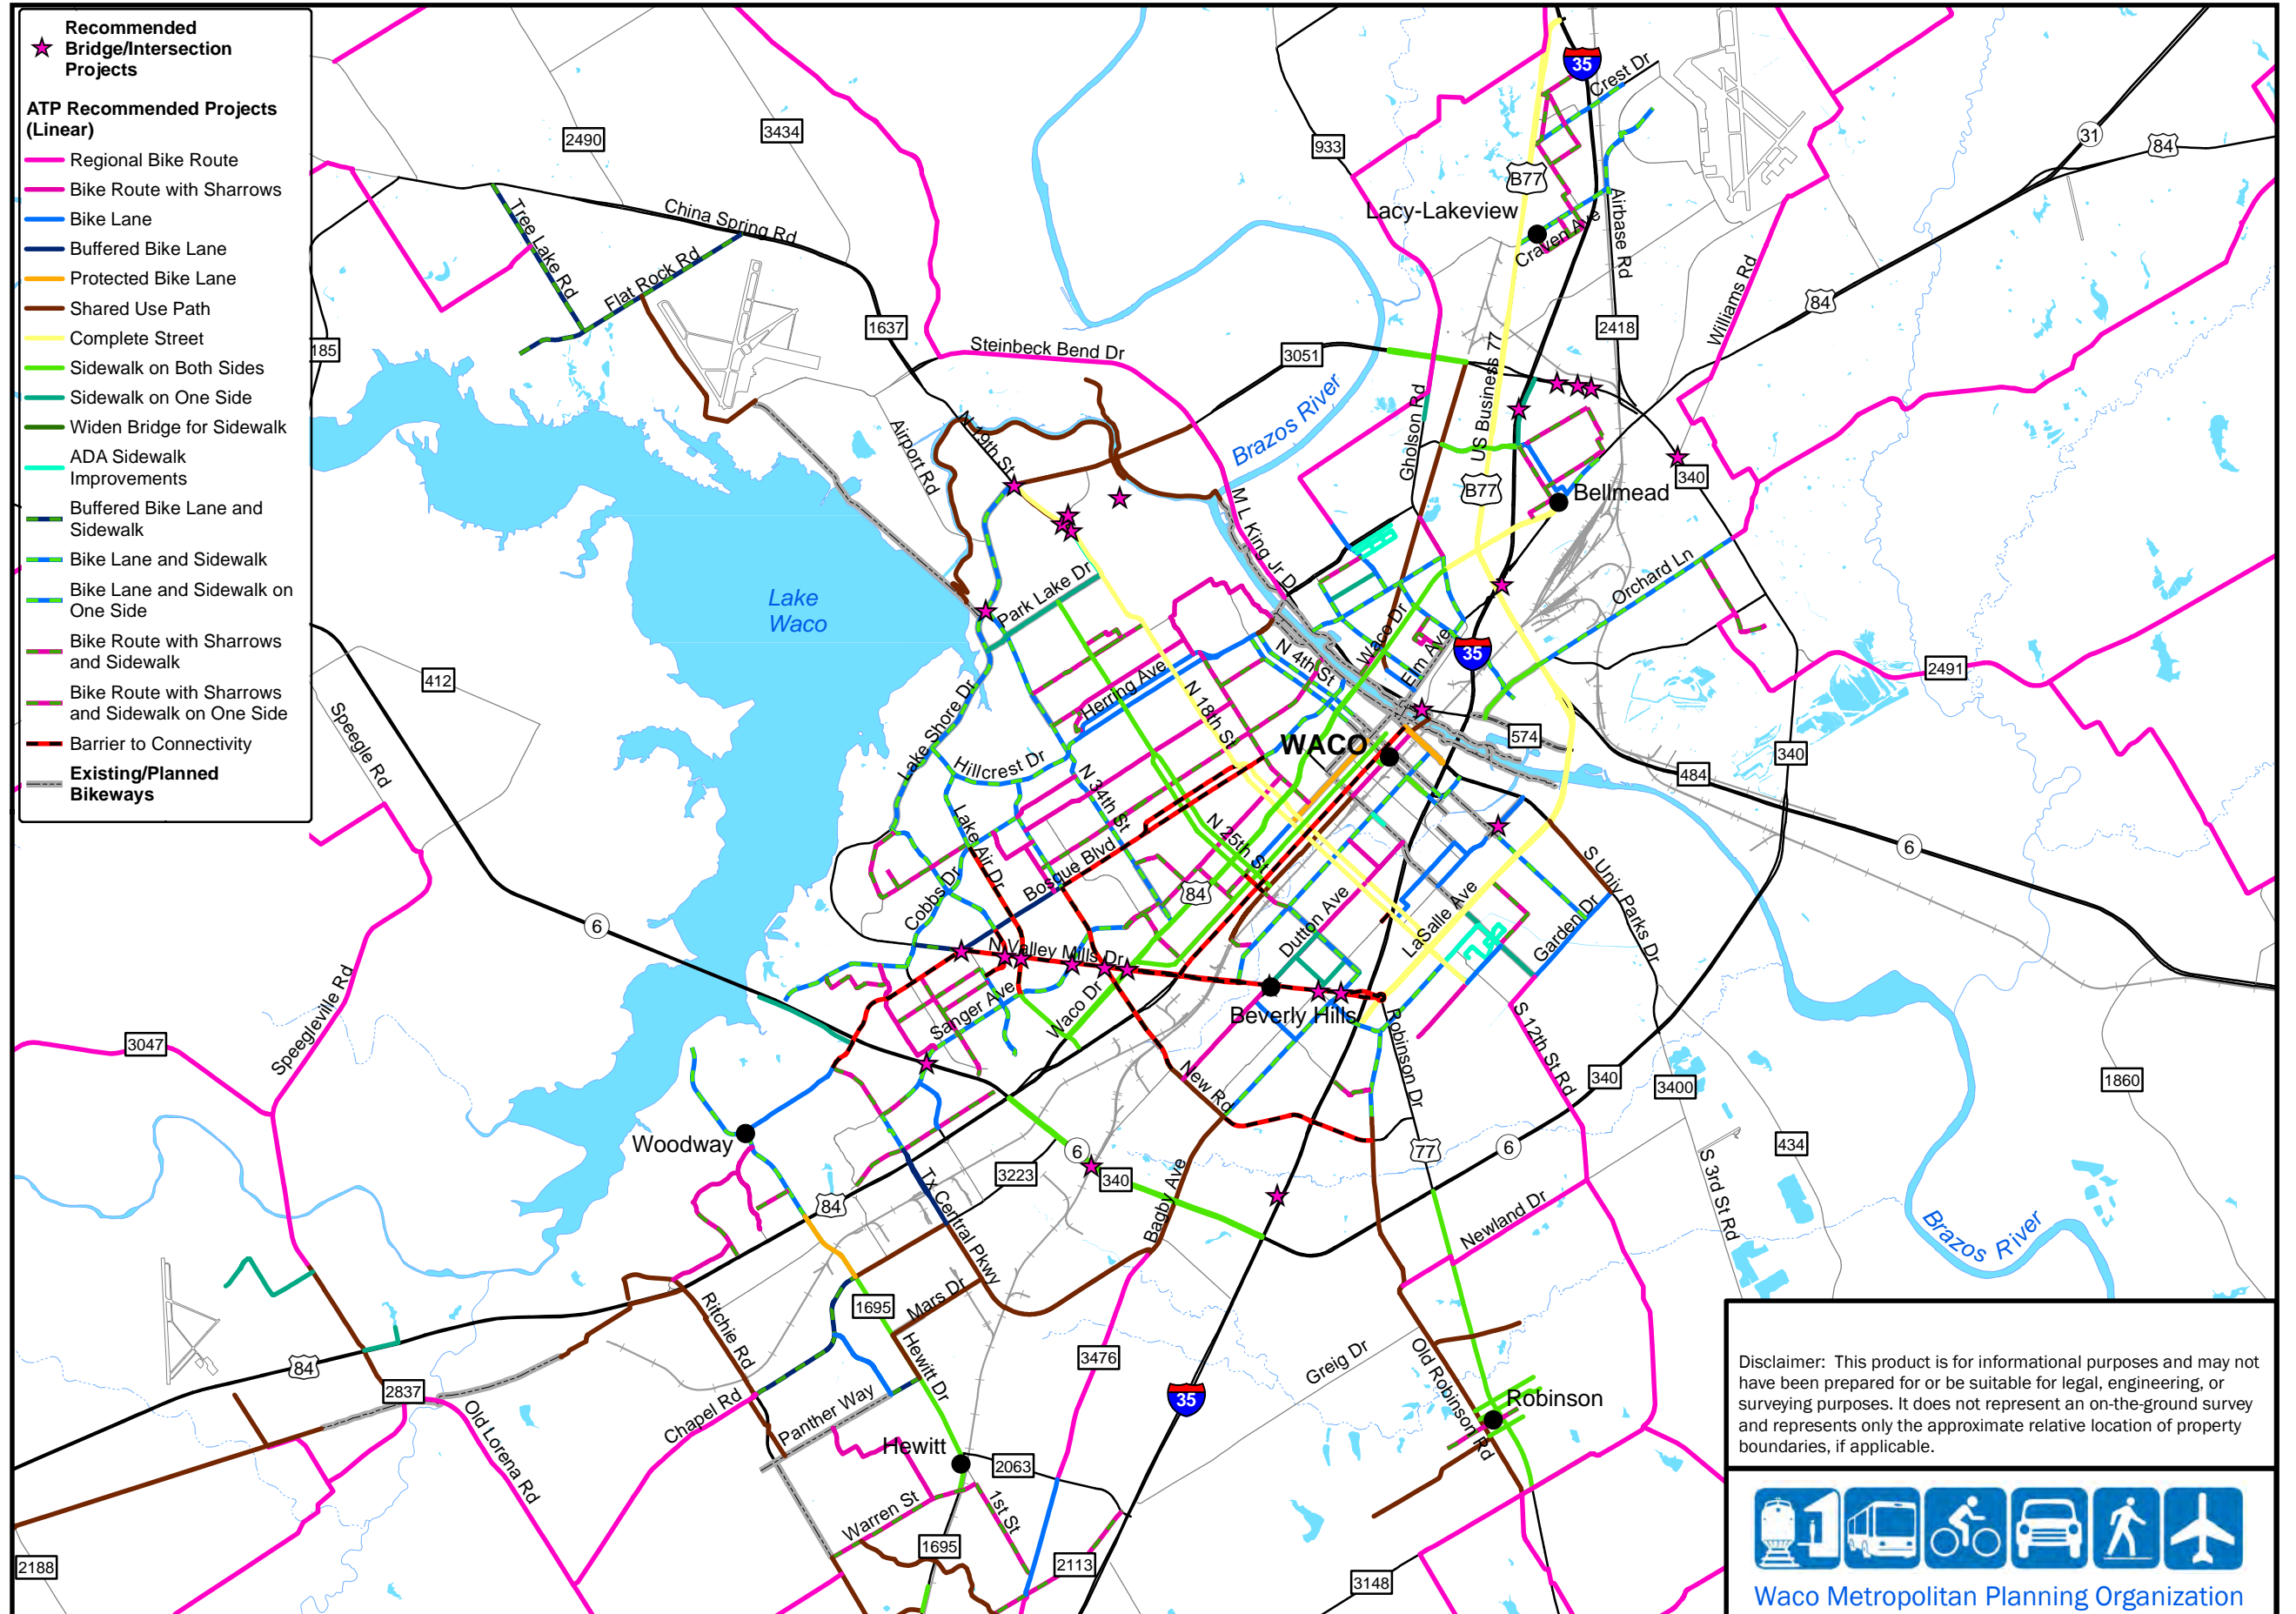 Recommended
Bridge/Intersection
Projects
ATP Recommended Projects
(Linear)
Regional Bike Route
Bike Route with Sharrows
Bike Lane
Buffered Bike Lane
Protected Bike Lane
Shared Use Path
Complete Street
Sidewalk on Both Sides
Sidewalk on One Side
Widen Bridge for Sidewalk
ADA Sidewalk
Improvements
Buffered Bike Lane and
Sidewalk
Bike Lane and Sidewalk
Bike Lane and Sidewalk on
One Side
Bike Route with Sharrows
and Sidewalk
Bike Route with Sharrows
and Sidewalk on One Side
Barrier to Connectivity
Existing/Planned
Bikeways
35
Crest Dr
2490
3434
933
31
84
B77
Lacy-Lakeview
Craven Ave
Airbase Rd
Tree Lake Rd
China Spring Rd
Flat Rock Rd
Williams Rd
84
185
1637
Steinbeck Bend Dr
3051
2418
US Business 77
Gholson Rd
Brazos River
N 19th St
Airport Rd
340
B77
Bellmead
M L King Jr D
Orchard Ln
Park Lake Dr
Lake
Waco
Waco Dr
Elm Ave
35
N 4th St
2491
412
Herring Ave
N 18th St
Speegle Rd
Lake Shore Dr
WACO
574
340
484
Hillcrest Dr
N 34th St
Lake Air Dr
N 25th St
6
Bosque Blvd
S Univ Parks Dr
84
Cobbs Dr
Dutton Ave
LaSalle Ave
Garden Dr
6
N Valley Mills Dr
Speegleville Rd
Sanger Ave
Waco Dr
Beverly Hills
Robinson Dr
S 12th St Rd
3047
New Rd
340
3400
1860
Woodway
6
77
6
434
3223
340
S 3rd St Rd
84
Tx Central Pkwy
Bagby Ave
Newland Dr
Brazos River
1695
Mars Dr
Ritchie Rd
Hewitt Dr
3476
Greig Dr
Old Robinson Rd
84
2837
35
Robinson
Chapel Rd
Panther Way
Old Lorena Rd
Hewitt
2063
Warren St
1st St
1695
2113
3148
2188
Disclaimer: This product is for informational purposes and may not
have been prepared for or be suitable for legal, engineering, or
surveying purposes. It does not represent an on-the-ground survey
and represents only the approximate relative location of property
boundaries, if applicable.
Waco Metropolitan Planning Organization